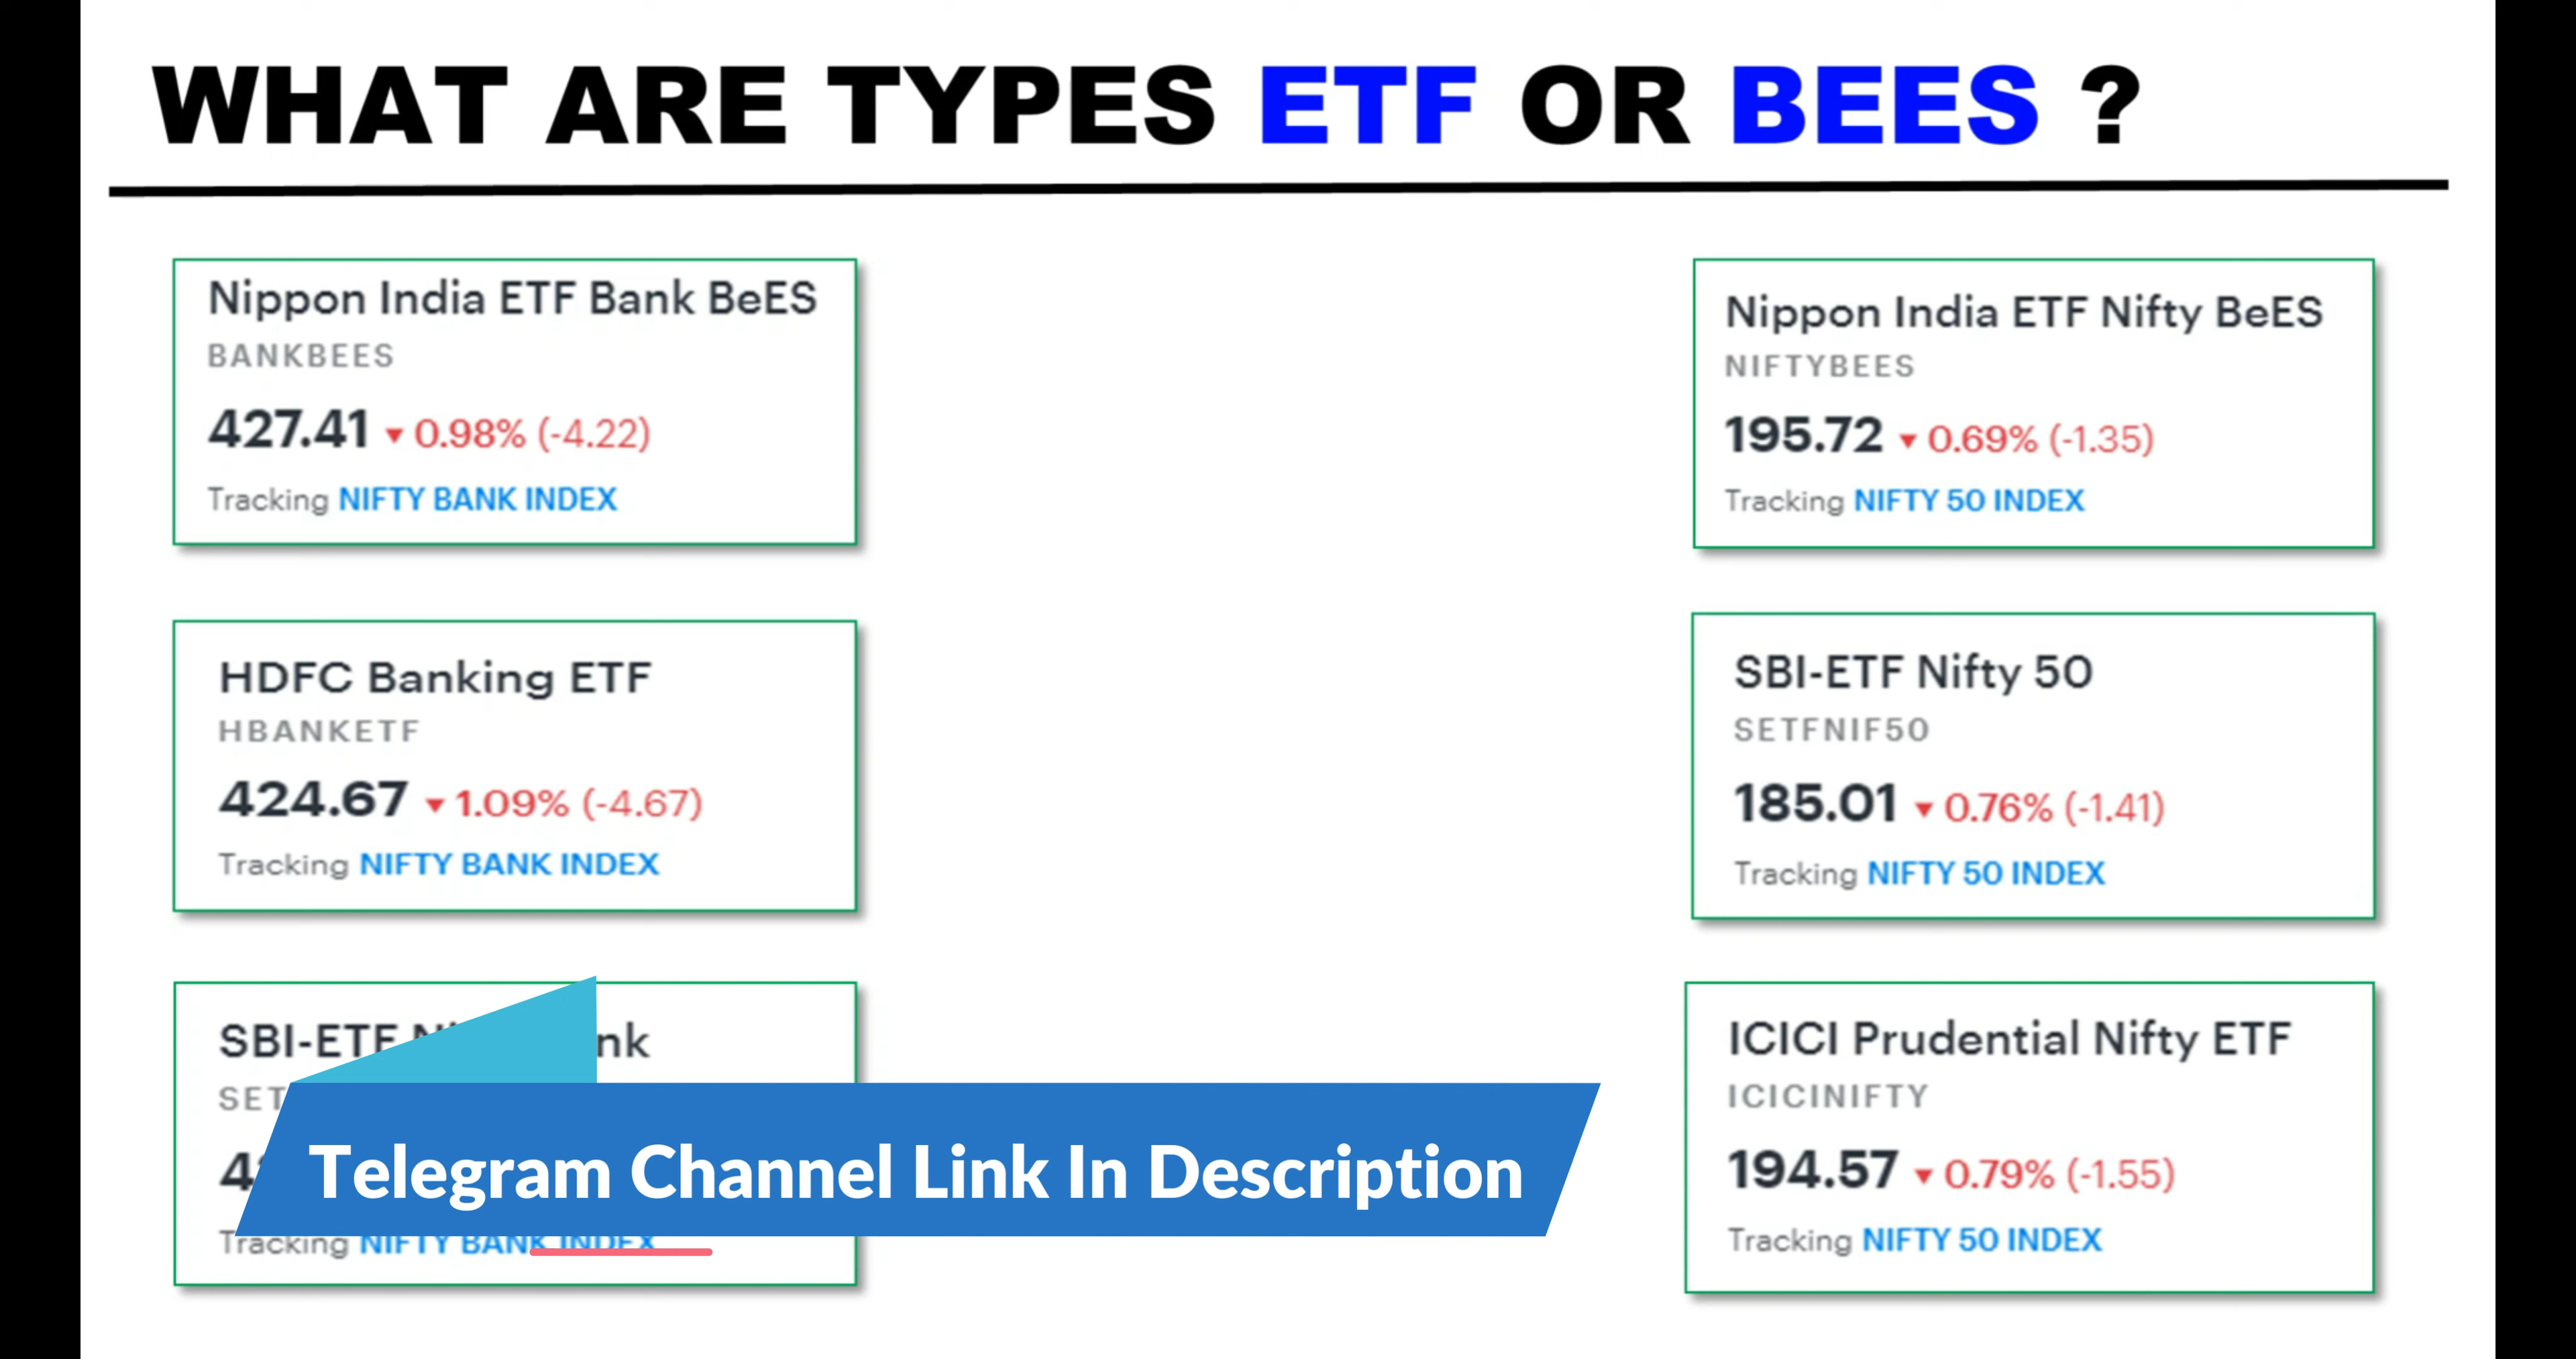 WHAT ARE TYPES ETF OR BEES ?
Nippon India ETF Bank BeES
BANKBEES
427.41 ▼ 0.98% (-4.22)
Tracking NIFTY BANK INDEX
HDFC Banking ETF
HBANKETF
424.67 ▼ 1.09% (-4.67)
Tracking NIFTY BANK INDEX
SBI-ETF
Tracking NIFTY BANK INDEX
Nippon India ETF Nifty BeES
NIFTYBEES
195.72 ▼ 0.69% (-1.35)
Tracking NIFTY 50 INDEX
SBI-ETF Nifty 50
SETFNIF50
185.01 ▼ 0.76% (-1.41)
Tracking NIFTY 50 INDEX
ICICI Prudential Nifty ETF
ICICINIFTY
194.57 ▼ 0.79% (-1.55)
Tracking NIFTY 50 INDEX
Telegram Channel Link In Description